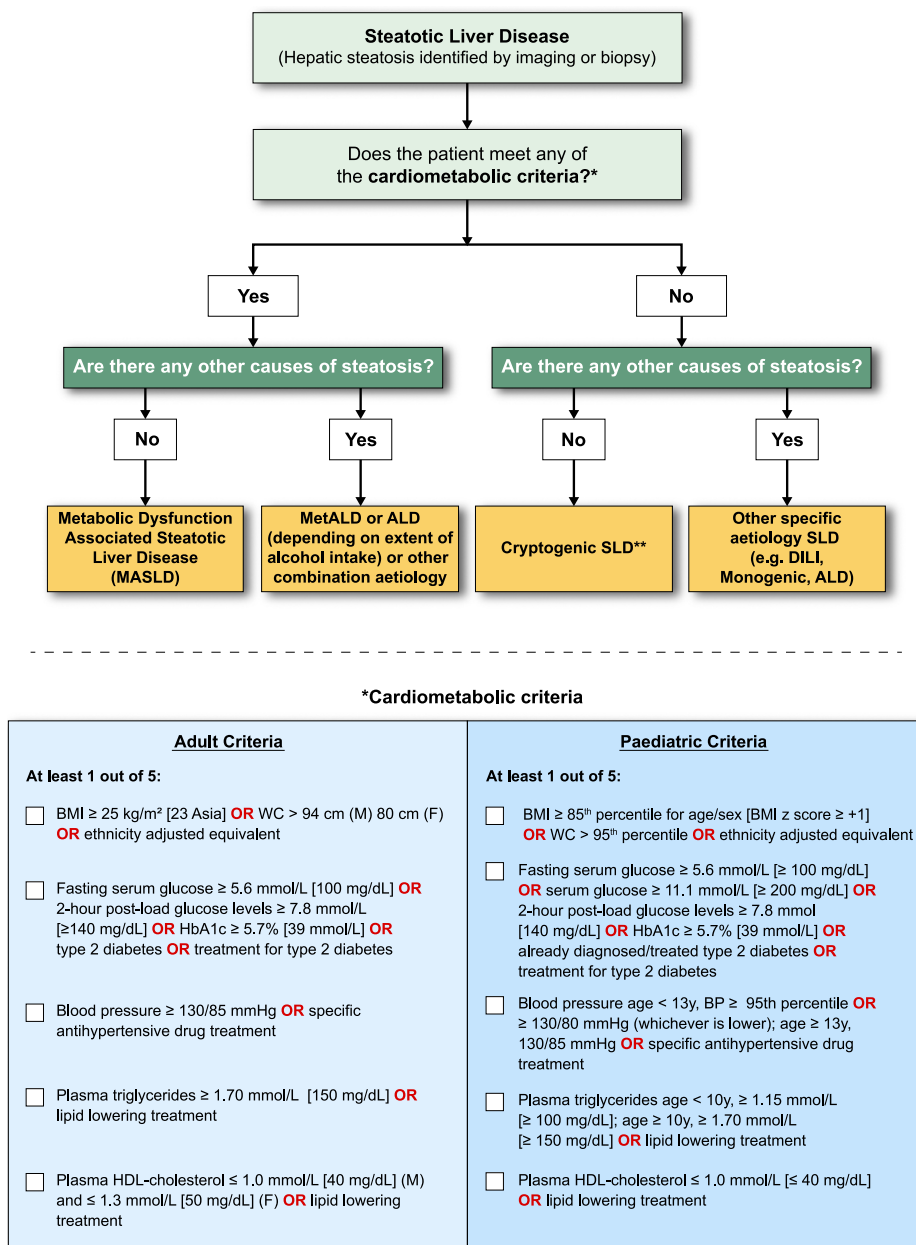 Steatotic Liver Disease
(Hepatic steatosis identified by imaging or biopsy)
Does the patient meet any of
the cardiometabolic criteria?*
Yes
No
Are there any other causes of steatosis?
Are there any other causes of steatosis?
No
Yes
No
Yes
Metabolic Dysfunction
Associated Steatotic
Liver Disease
(MASLD)
MetALD or ALD
(depending on extent of
alcohol intake) or other
combination aetiology
Cryptogenic SLD**
Other specific
aetiology SLD
(e.g. DILI,
Monogenic, ALD)
*Cardiometabolic criteria
Adult Criteria
At least 1 out of 5:
BMI ≥ 25 kg/m² [23 Asia] OR WC > 94 cm (M) 80 cm (F)
OR ethnicity adjusted equivalent
Fasting serum glucose ≥ 5.6 mmol/L [100 mg/dL] OR
2-hour post-load glucose levels ≥ 7.8 mmol/L
[≥140 mg/dL] OR HbA1c ≥ 5.7% [39 mmol/L] OR
type 2 diabetes OR treatment for type 2 diabetes
Blood pressure ≥ 130/85 mmHg OR specific
antihypertensive drug treatment
Plasma triglycerides ≥ 1.70 mmol/L [150 mg/dL] OR
lipid lowering treatment
Plasma HDL-cholesterol ≤ 1.0 mmol/L [40 mg/dL] (M)
and ≤ 1.3 mmol/L [50 mg/dL] (F) OR lipid lowering
treatment
Paediatric Criteria
At least 1 out of 5:
BMI ≥ 85th percentile for age/sex [BMI z score ≥ +1]
OR WC > 95th percentile OR ethnicity adjusted equivalent
Fasting serum glucose ≥ 5.6 mmol/L [≥ 100 mg/dL]
OR serum glucose ≥ 11.1 mmol/L [≥ 200 mg/dL] OR
2-hour post-load glucose levels ≥ 7.8 mmol
[140 mg/dL] OR HbA1c ≥ 5.7% [39 mmol/L] OR
already diagnosed/treated type 2 diabetes OR
treatment for type 2 diabetes
Blood pressure age < 13y, BP ≥ 95th percentile OR
≥ 130/80 mmHg (whichever is lower); age ≥ 13y,
130/85 mmHg OR specific antihypertensive drug
treatment
Plasma triglycerides age < 10y, ≥ 1.15 mmol/L
[≥ 100 mg/dL]; age ≥ 10y, ≥ 1.70 mmol/L
[≥ 150 mg/dL] OR lipid lowering treatment
Plasma HDL-cholesterol ≤ 1.0 mmol/L [≤ 40 mg/dL]
OR lipid lowering treatment